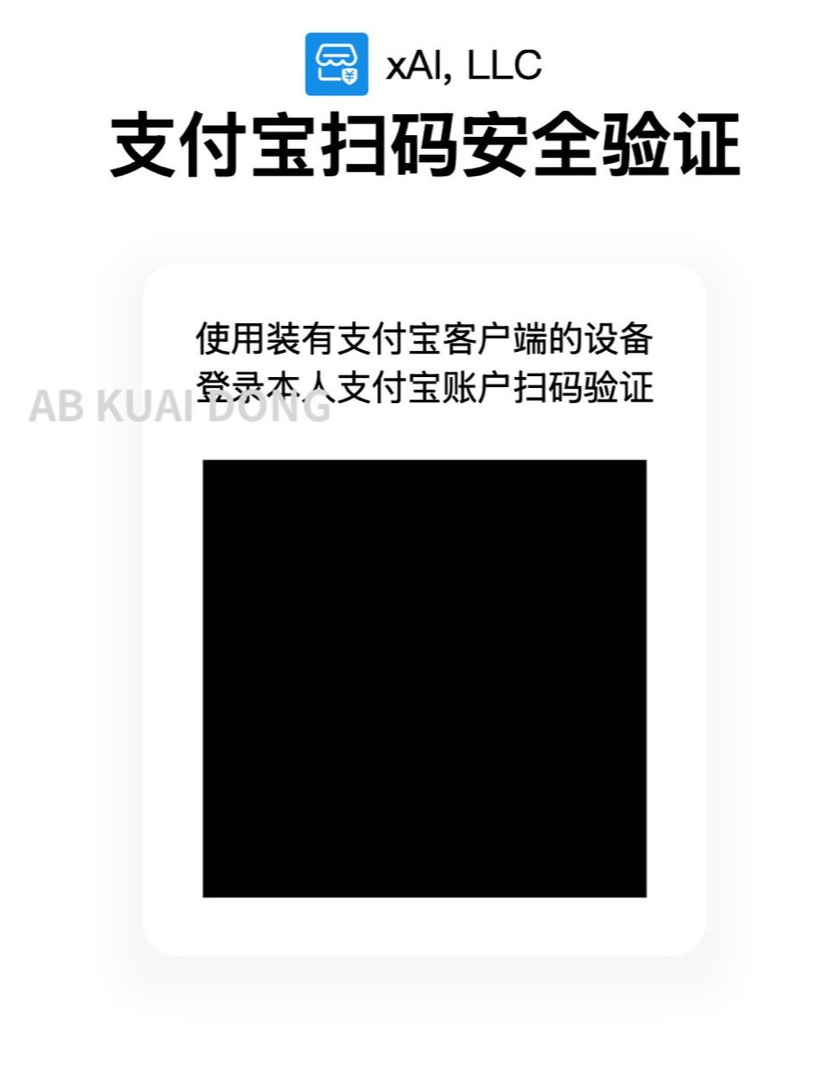 xAI, LLC
支付宝扫码安全验证
使用装有支付宝客户端的设备
登录本人支付宝账户扫码验证
AB KUAI DONG